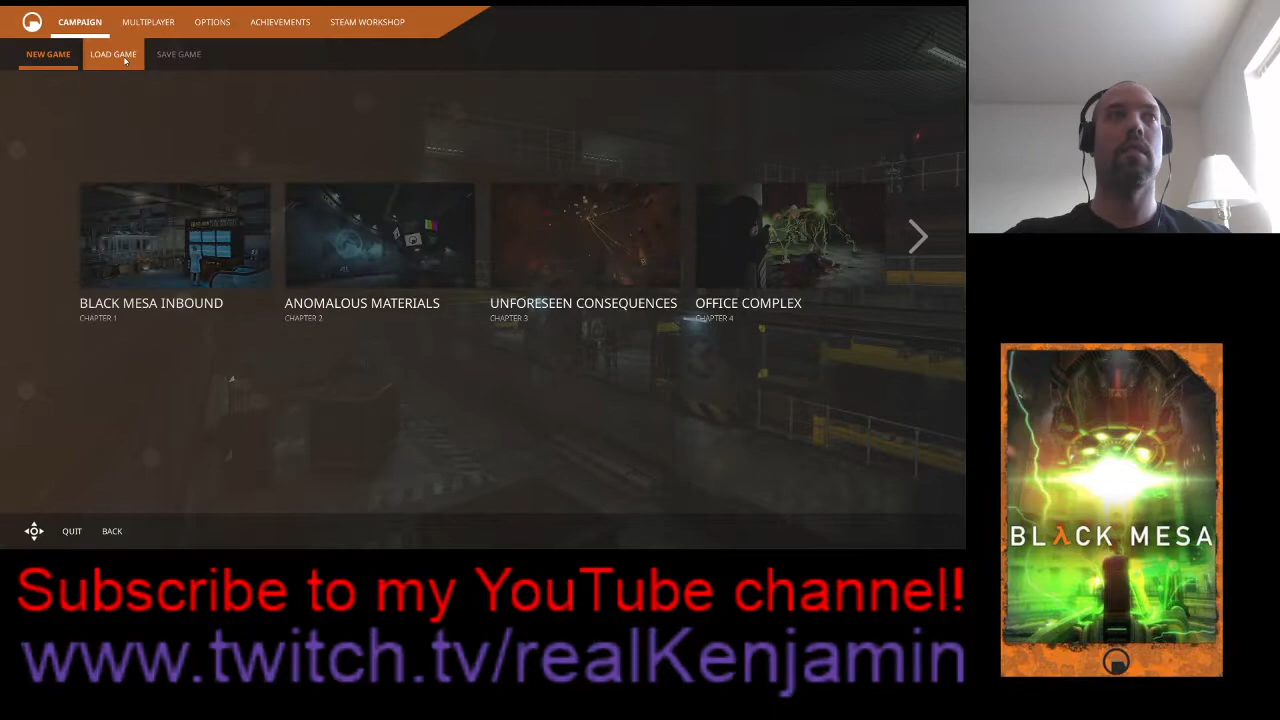 CAMPAIGN MULTIPLAYER OPTIONS ACHIEVEMENTS STEAM WORKSHOP
NEW GAME LOAD GAME SAVE GAME
BLACK MESA INBOUND
CHAPTER 1
ANOMALOUS MATERIALS
CHAPTER 2
UNFORESEEN CONSEQUENCES
CHAPTER 3
OFFICE COMPLEX
CHAPTER 4
QUIT BACK
BLλCK MESA
Subscribe to my YouTube channel!
www.twitch.tv/realKenjamin